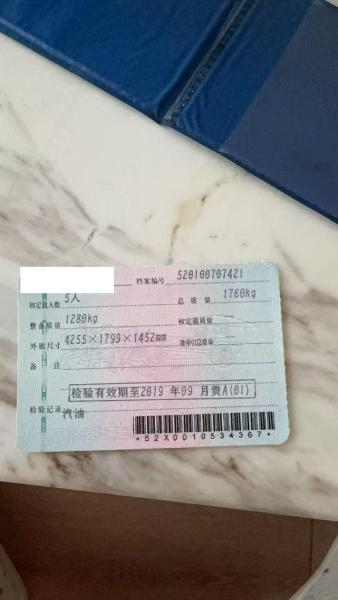 档案编号 520100707421
核定载人数 5人 总 质 量 1760kg
整备质量 1280kg 核定载质量
外廓尺寸 4255×1799×1452mm 准牵引总质量
备 注
检验有效期至2019 年09 月贵A(01)
检验记录 汽油
*52X0010534367*